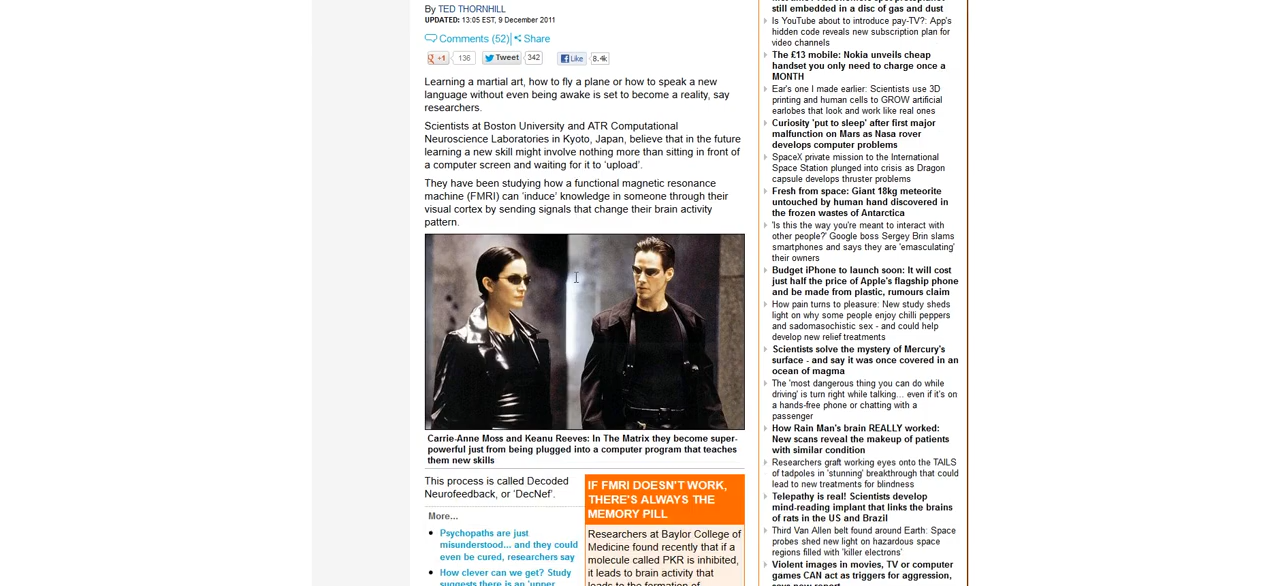 By TED THORNHILL
UPDATED: 13:05 EST, 9 December 2011
Comments (52) Share
+1 136 Tweet 342 Like 8.4k
Learning a martial art, how to fly a plane or how to speak a new
language without even being awake is set to become a reality, say
researchers.
Scientists at Boston University and ATR Computational
Neuroscience Laboratories in Kyoto, Japan, believe that in the future
learning a new skill might involve nothing more than sitting in front of
a computer screen and waiting for it to ‘upload’.
They have been studying how a functional magnetic resonance
machine (FMRI) can ‘induce’ knowledge in someone through their
visual cortex by sending signals that change their brain activity
pattern.
Carrie-Anne Moss and Keanu Reeves: In The Matrix they become super-
powerful just from being plugged into a computer program that teaches
them new skills
This process is called Decoded
Neurofeedback, or ‘DecNef’.
More...
Psychopaths are just
misunderstood... and they could
even be cured, researchers say
How clever can we get? Study
suggests there is an 'upper
IF FMRI DOESN'T WORK,
THERE'S ALWAYS THE
MEMORY PILL
Researchers at Baylor College of
Medicine found recently that if a
molecule called PKR is inhibited,
it leads to brain activity that
leads to the formation of
still embedded in a disc of gas and dust
Is YouTube about to introduce pay-TV?: App's
hidden code reveals new subscription plan for
video channels
The £13 mobile: Nokia unveils cheap
handset you only need to charge once a
MONTH
Ear's one I made earlier: Scientists use 3D
printing and human cells to GROW artificial
earlobes that look and work like real ones
Curiosity 'put to sleep' after first major
malfunction on Mars as Nasa rover
develops computer problems
SpaceX private mission to the International
Space Station plunged into crisis as Dragon
capsule develops thruster problems
Fresh from space: Giant 18kg meteorite
untouched by human hand discovered in
the frozen wastes of Antarctica
'Is this the way you're meant to interact with
other people?' Google boss Sergey Brin slams
smartphones and says they are 'emasculating'
their owners
Budget iPhone to launch soon: It will cost
just half the price of Apple's flagship phone
and be made from plastic, rumours claim
How pain turns to pleasure: New study sheds
light on why some people enjoy chilli peppers
and sadomasochistic sex - and could help
develop new relief treatments
Scientists solve the mystery of Mercury's
surface - and say it was once covered in an
ocean of magma
The 'most dangerous thing you can do while
driving' is turn right while talking... even if it's on
a hands-free phone or chatting with a
passenger
How Rain Man's brain REALLY worked:
New scans reveal the makeup of patients
with similar condition
Researchers graft working eyes onto the TAILS
of tadpoles in 'stunning' breakthrough that could
lead to new treatments for blindness
Telepathy is real! Scientists develop
mind-reading implant that links the brains
of rats in the US and Brazil
Third Van Allen belt found around Earth: Space
probes shed new light on hazardous space
regions filled with 'killer electrons'
Violent images in movies, TV or computer
games CAN act as triggers for aggression,
says new report